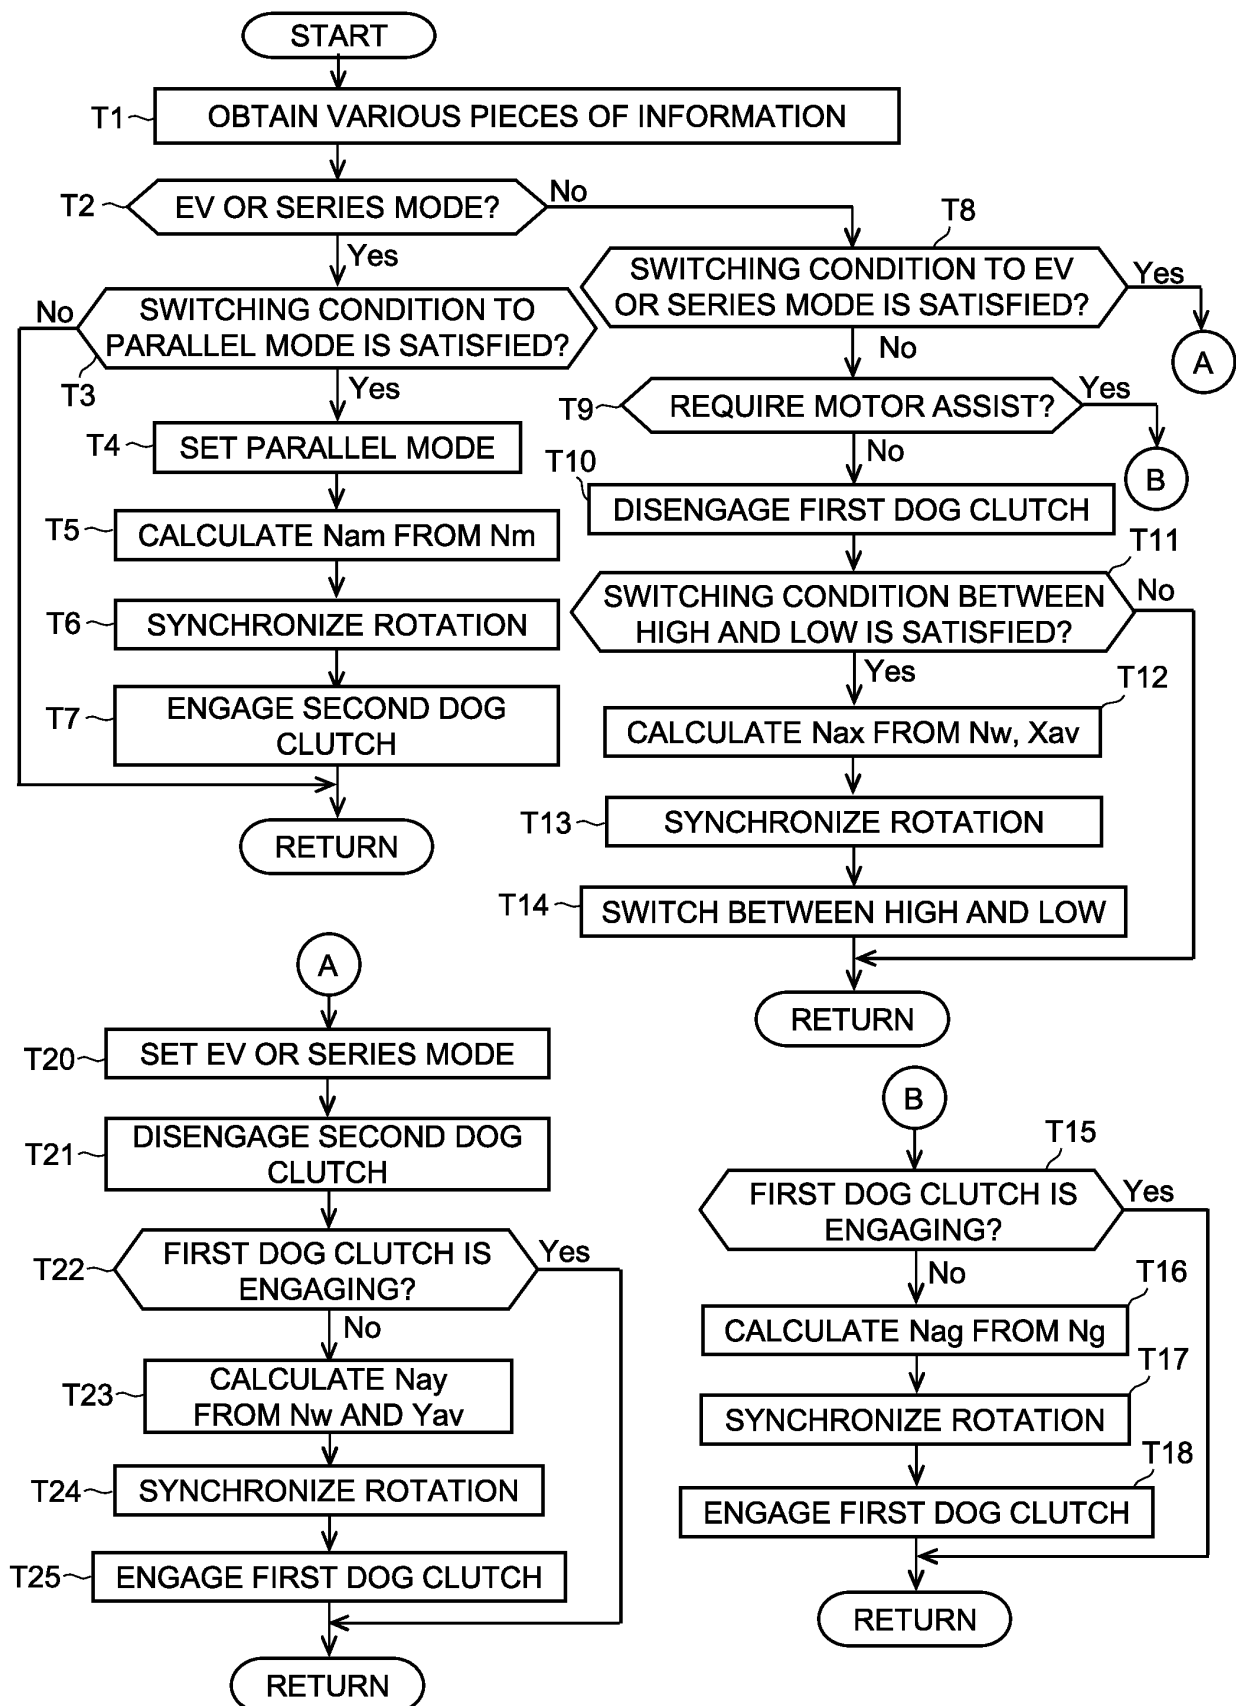 START
T1
OBTAIN VARIOUS PIECES OF INFORMATION
T2
EV OR SERIES MODE?
No
Yes
No
SWITCHING CONDITION TO
PARALLEL MODE IS SATISFIED?
T3
Yes
T4
SET PARALLEL MODE
T5
CALCULATE Nam FROM Nm
T6
SYNCHRONIZE ROTATION
T7
ENGAGE SECOND DOG
CLUTCH
RETURN
T8
SWITCHING CONDITION TO EV
OR SERIES MODE IS SATISFIED?
Yes
A
No
T9
REQUIRE MOTOR ASSIST?
Yes
B
No
T10
DISENGAGE FIRST DOG CLUTCH
T11
SWITCHING CONDITION BETWEEN
HIGH AND LOW IS SATISFIED?
No
Yes
T12
CALCULATE Nax FROM Nw, Xav
T13
SYNCHRONIZE ROTATION
T14
SWITCH BETWEEN HIGH AND LOW
RETURN
A
T20
SET EV OR SERIES MODE
T21
DISENGAGE SECOND DOG
CLUTCH
T22
FIRST DOG CLUTCH IS
ENGAGING?
Yes
No
T23
CALCULATE Nay
FROM Nw AND Yav
T24
SYNCHRONIZE ROTATION
T25
ENGAGE FIRST DOG CLUTCH
RETURN
B
T15
FIRST DOG CLUTCH IS
ENGAGING?
Yes
No
T16
CALCULATE Nag FROM Ng
T17
SYNCHRONIZE ROTATION
T18
ENGAGE FIRST DOG CLUTCH
RETURN